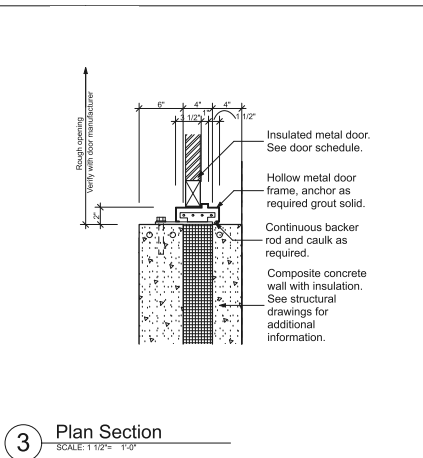 6"
4"
4"
3 1/2"
1"
1 1/2"
Rough opening
Verify with door manufacturer
2"
Insulated metal door.
See door schedule.
Hollow metal door
frame, anchor as
required grout solid.
Continuous backer
rod and caulk as
required.
Composite concrete
wall with insulation.
See structural
drawings for
additional
information.
3
Plan Section
SCALE: 1 1/2"= 1'-0"